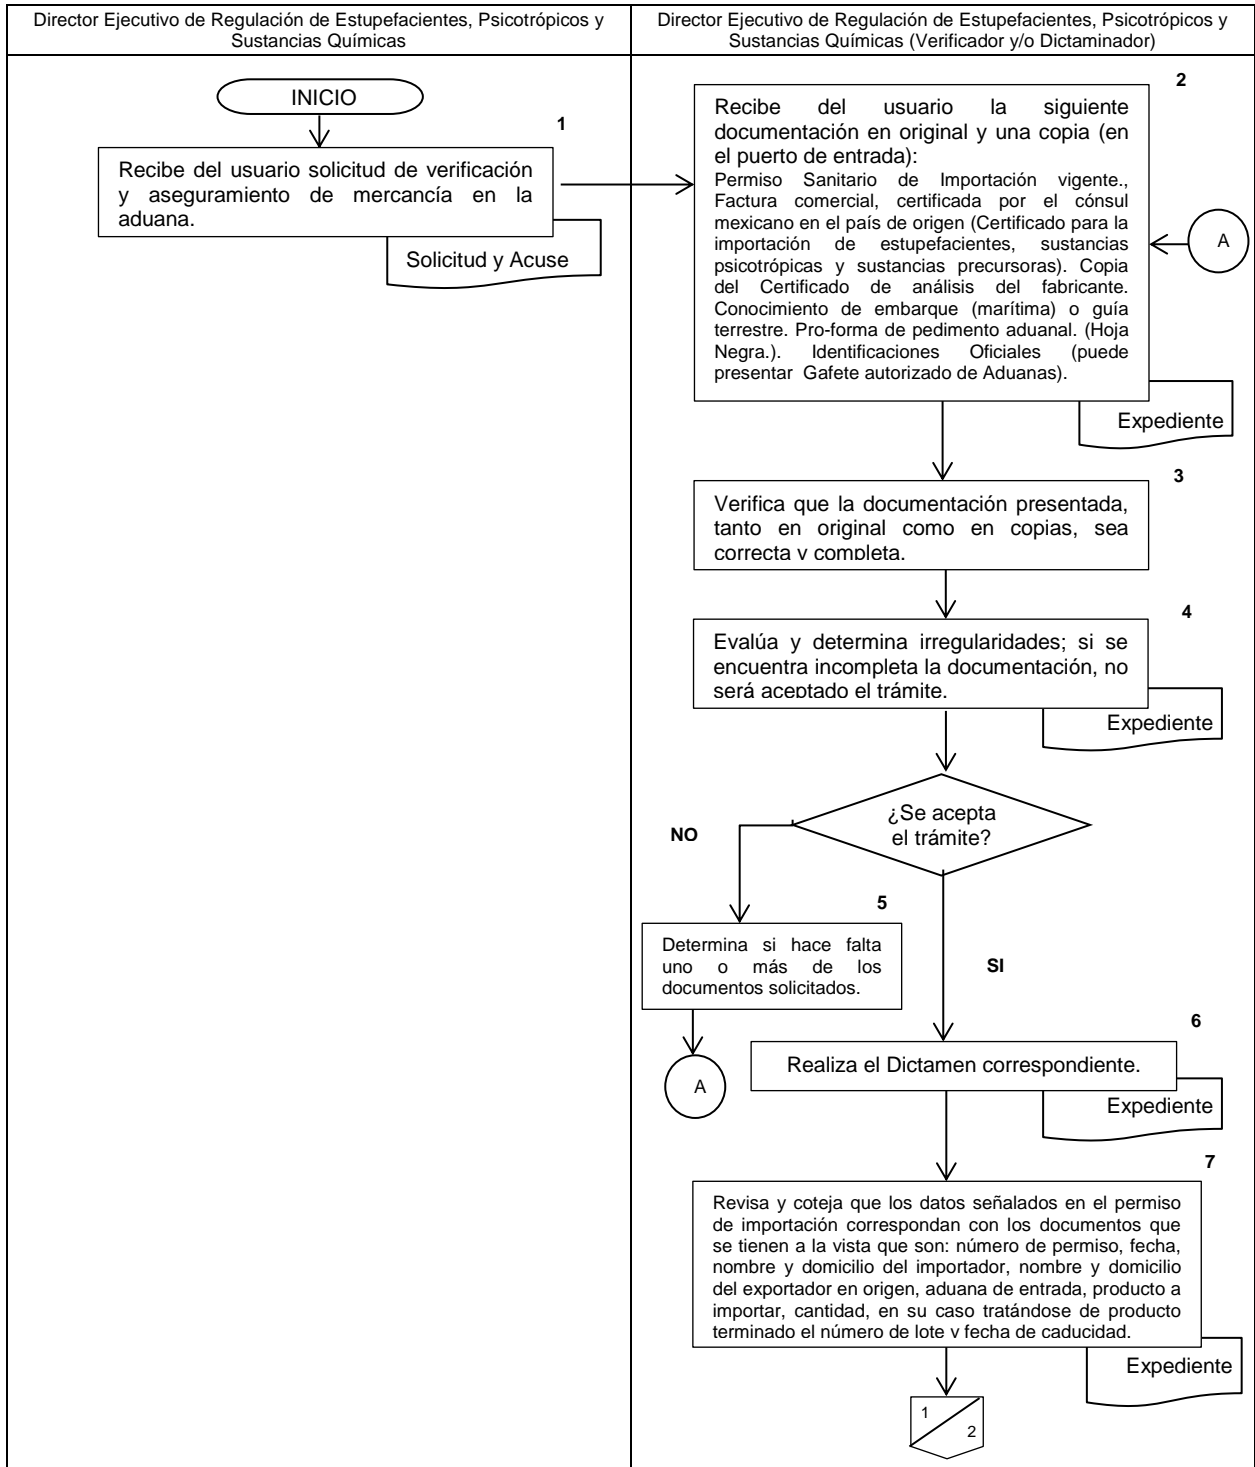 Director Ejecutivo de Regulación de Estupefacientes, Psicotrópicos y
Sustancias Químicas
Director Ejecutivo de Regulación de Estupefacientes, Psicotrópicos y
Sustancias Químicas (Verificador y/o Dictaminador)
INICIO
1
Recibe del usuario solicitud de verificación
y aseguramiento de mercancía en la
aduana.
Solicitud y Acuse
2
Recibe del usuario la siguiente
documentación en original y una copia (en
el puerto de entrada):
Permiso Sanitario de Importación vigente.,
Factura comercial, certificada por el cónsul
mexicano en el país de origen (Certificado para la
importación de estupefacientes, sustancias
psicotrópicas y sustancias precursoras). Copia
del Certificado de análisis del fabricante.
Conocimiento de embarque (marítima) o guía
terrestre. Pro-forma de pedimento aduanal. (Hoja
Negra.). Identificaciones Oficiales (puede
presentar Gafete autorizado de Aduanas).
A
Expediente
3
Verifica que la documentación presentada,
tanto en original como en copias, sea
correcta y completa.
4
Evalúa y determina irregularidades; si se
encuentra incompleta la documentación, no
será aceptado el trámite.
Expediente
¿Se acepta
el trámite?
NO
5
Determina si hace falta
uno o más de los
documentos solicitados.
SI
A
6
Realiza el Dictamen correspondiente.
Expediente
7
Revisa y coteja que los datos señalados en el permiso
de importación correspondan con los documentos que
se tienen a la vista que son: número de permiso, fecha,
nombre y domicilio del importador, nombre y domicilio
del exportador en origen, aduana de entrada, producto a
importar, cantidad, en su caso tratándose de producto
terminado el número de lote y fecha de caducidad.
Expediente
1
2